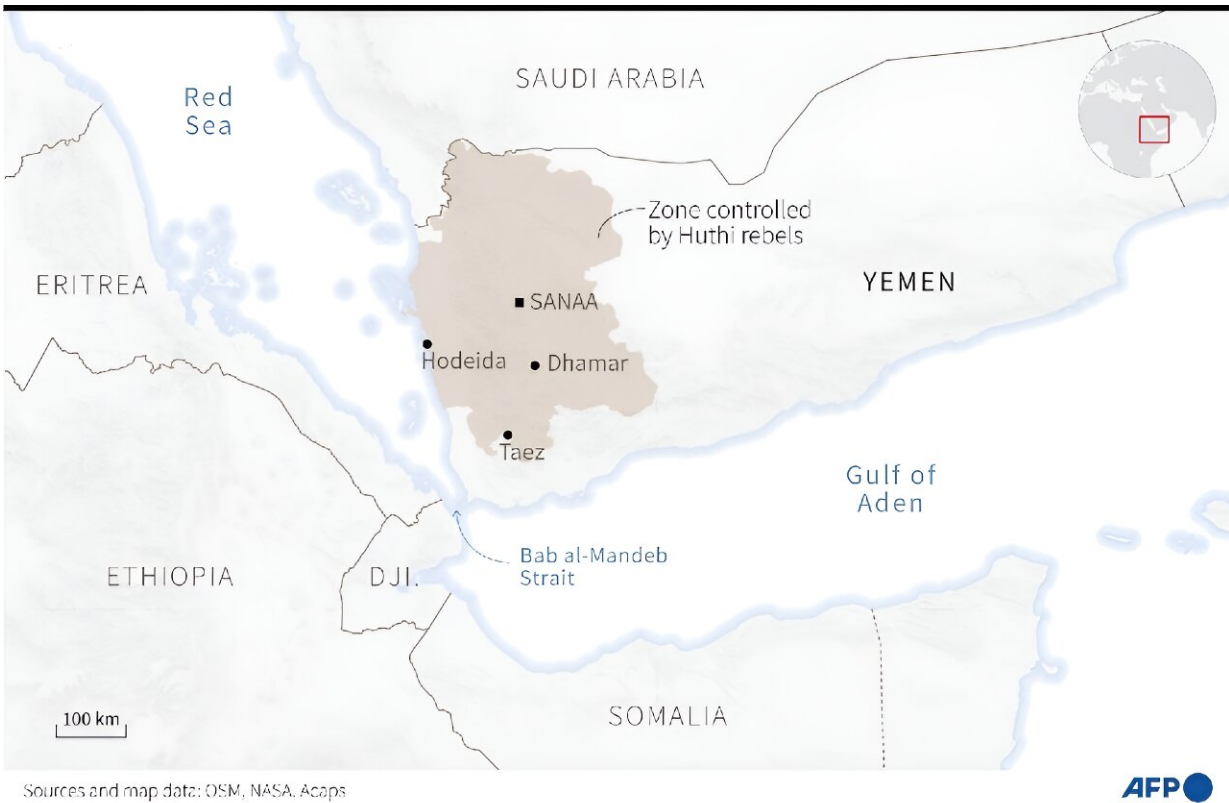 Red
Sea
SAUDI ARABIA
Zone controlled
by Huthi rebels
ERITREA
YEMEN
SANAA
Hodeida
Dhamar
Taez
Gulf of
Aden
Bab al-Mandeb
Strait
ETHIOPIA
DJI.
SOMALIA
100 km
Sources and map data: OSM, NASA, Acaps
AFP